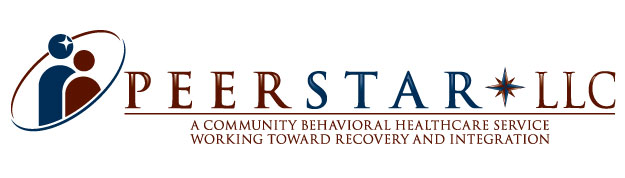 PEERSTAR LLC
A COMMUNITY BEHAVIORAL HEALTHCARE SERVICE
WORKING TOWARD RECOVERY AND INTEGRATION